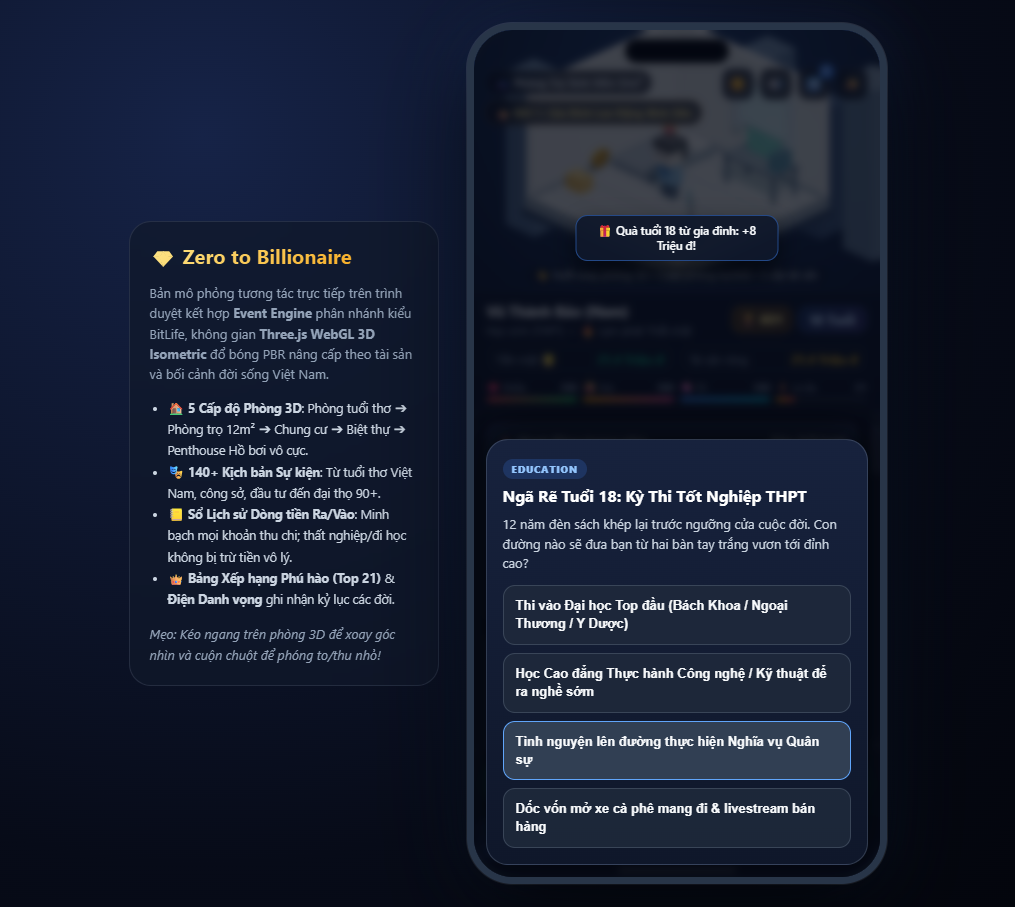 Zero to Billionaire
Bản mô phỏng tương tác trực tiếp trên trình
duyệt kết hợp Event Engine phân nhánh kiểu
BitLife, không gian Three.js WebGL 3D
Isometric đổ bóng PBR nâng cấp theo tài sản
và bối cảnh đời sống Việt Nam.
• 🏠 5 Cấp độ Phòng 3D: Phòng tuổi thơ ➔
Phòng trọ 12m² ➔ Chung cư ➔ Biệt thự ➔
Penthouse Hồ bơi vô cực.
• 🎭 140+ Kịch bản Sự kiện: Từ tuổi thơ Việt
Nam, công sở, đầu tư đến đại thọ 90+.
• 📒 Sổ Lịch sử Dòng tiền Ra/Vào: Minh
bạch mọi khoản thu chi; thất nghiệp/đi học
không bị trừ tiền vô lý.
• 👑 Bảng Xếp hạng Phú hào (Top 21) &
Điện Danh vọng ghi nhận kỷ lục các đời.
Mẹo: Kéo ngang trên phòng 3D để xoay góc
nhìn và cuộn chuột để phóng to/thu nhỏ!
🎁 Quà tuổi 18 từ gia đình: +8
Triệu đ!
EDUCATION
Ngã Rẽ Tuổi 18: Kỳ Thi Tốt Nghiệp THPT
12 năm đèn sách khép lại trước ngưỡng cửa cuộc đời. Con
đường nào sẽ đưa bạn từ hai bàn tay trắng vươn tới đỉnh
cao?
Thi vào Đại học Top đầu (Bách Khoa / Ngoại
Thương / Y Dược)
Học Cao đẳng Thực hành Công nghệ / Kỹ thuật để
ra nghề sớm
Tình nguyện lên đường thực hiện Nghĩa vụ Quân
sự
Dốc vốn mở xe cà phê mang đi & livestream bán
hàng